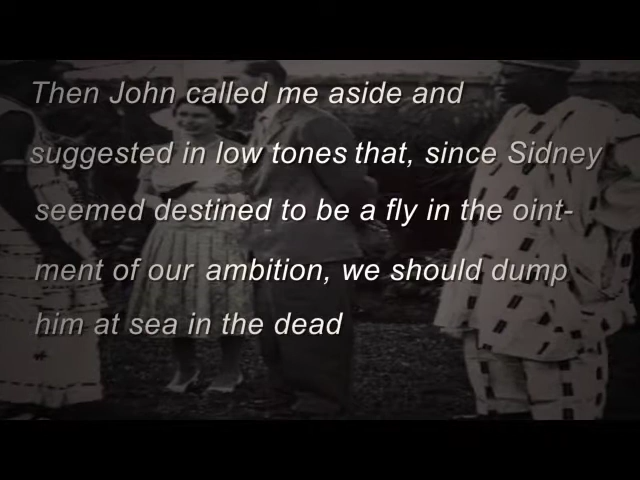 Then John called me aside and
suggested in low tones that, since Sidney
seemed destined to be a fly in the oint-
ment of our ambition, we should dump
him at sea in the dead